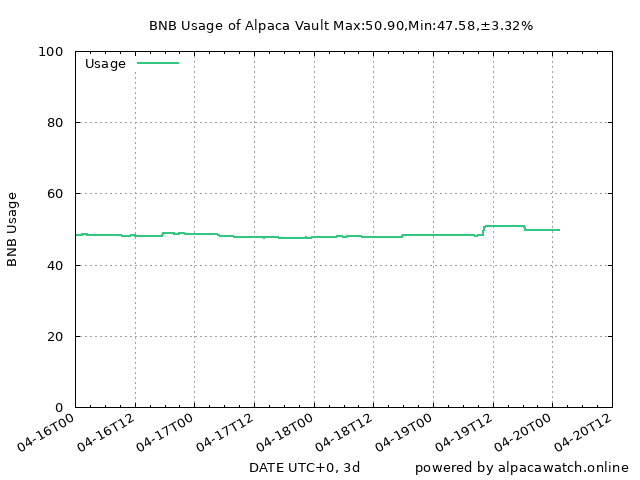 BNB Usage of Alpaca Vault Max:50.90,Min:47.58,±3.32%
100
Usage
80
60
BNB Usage
40
20
0
04-16T00 04-16T12 04-17T00 04-17T12 04-18T00 04-18T12 04-19T00 04-19T12 04-20T00 04-20T12
DATE UTC+0, 3d
powered by alpacawatch.online